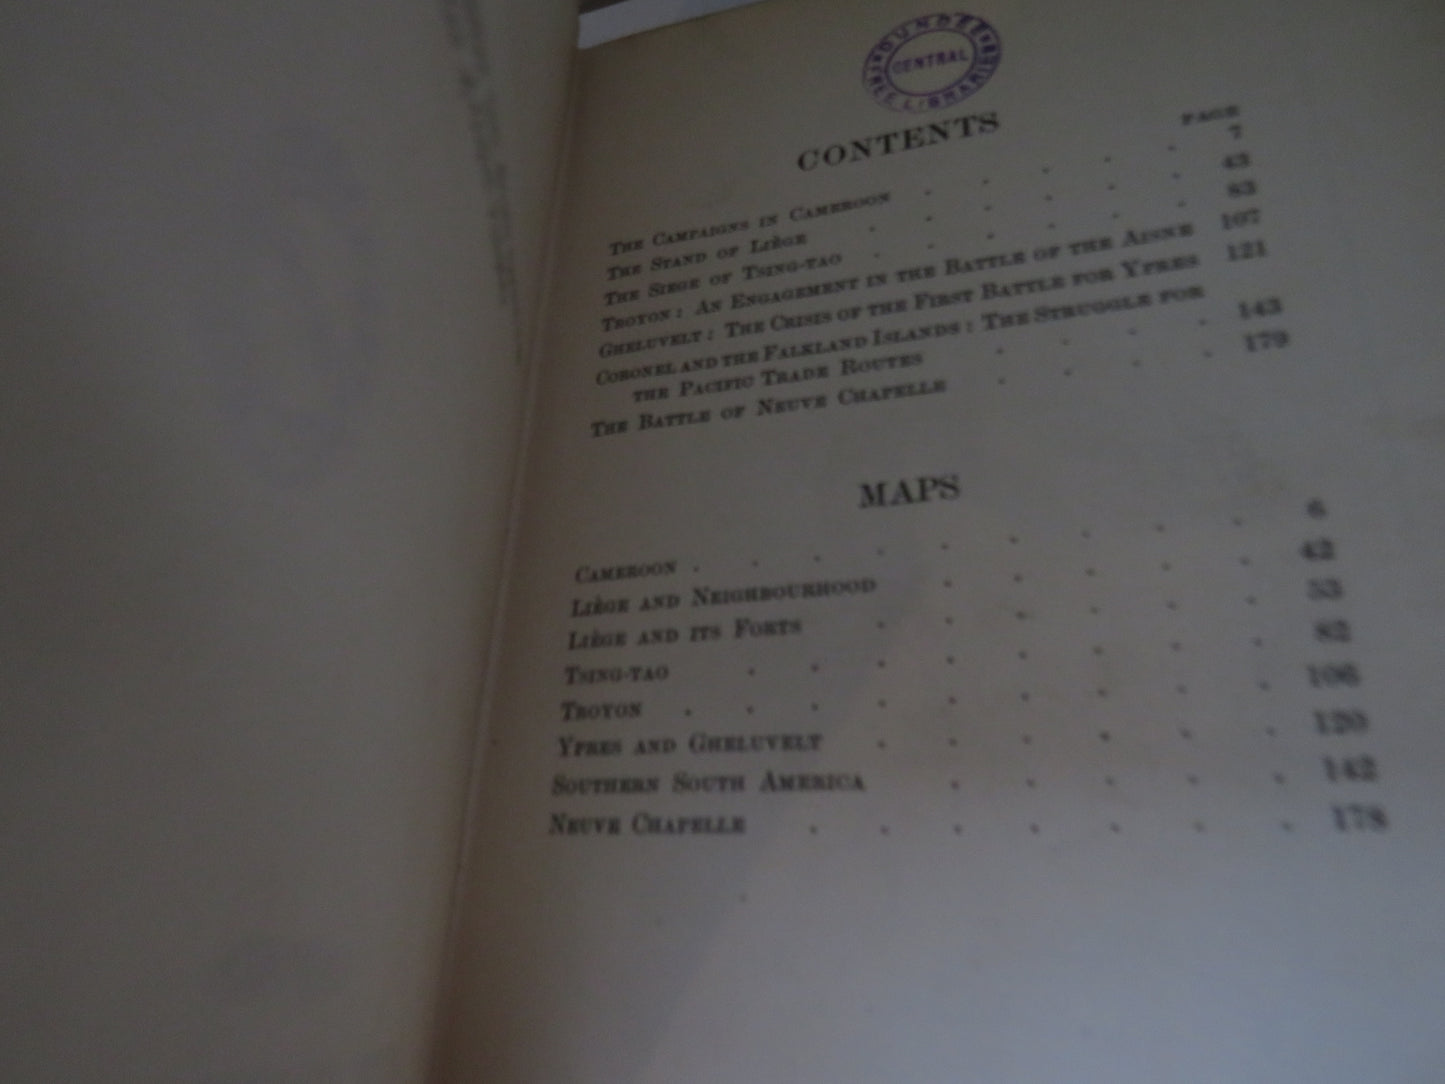 DUNDEE FREE LIBRARIES
CENTRAL
CONTENTS
PAGE
THE CAMPAIGNS IN CAMEROON . . . . . 7
THE STAND OF LIÈGE . . . . . . 43
THE SIEGE OF TSING-TAO . . . . . 83
TROYON: AN ENGAGEMENT IN THE BATTLE OF THE AISNE 107
GHELUVELT: THE CRISIS OF THE FIRST BATTLE FOR YPRES 121
CORONEL AND THE FALKLAND ISLANDS: THE STRUGGLE FOR
THE PACIFIC TRADE ROUTES . . . . 143
THE BATTLE OF NEUVE CHAPELLE . . . . 179
MAPS
CAMEROON . . . . . . . . . 6
LIÈGE AND NEIGHBOURHOOD . . . . . 42
LIÈGE AND ITS FORTS . . . . . . 53
TSING-TAO . . . . . . . . 82
TROYON . . . . . . . . . 106
YPRES AND GHELUVELT . . . . . . 120
SOUTHERN SOUTH AMERICA . . . . . 142
NEUVE CHAPELLE . . . . . . . 178